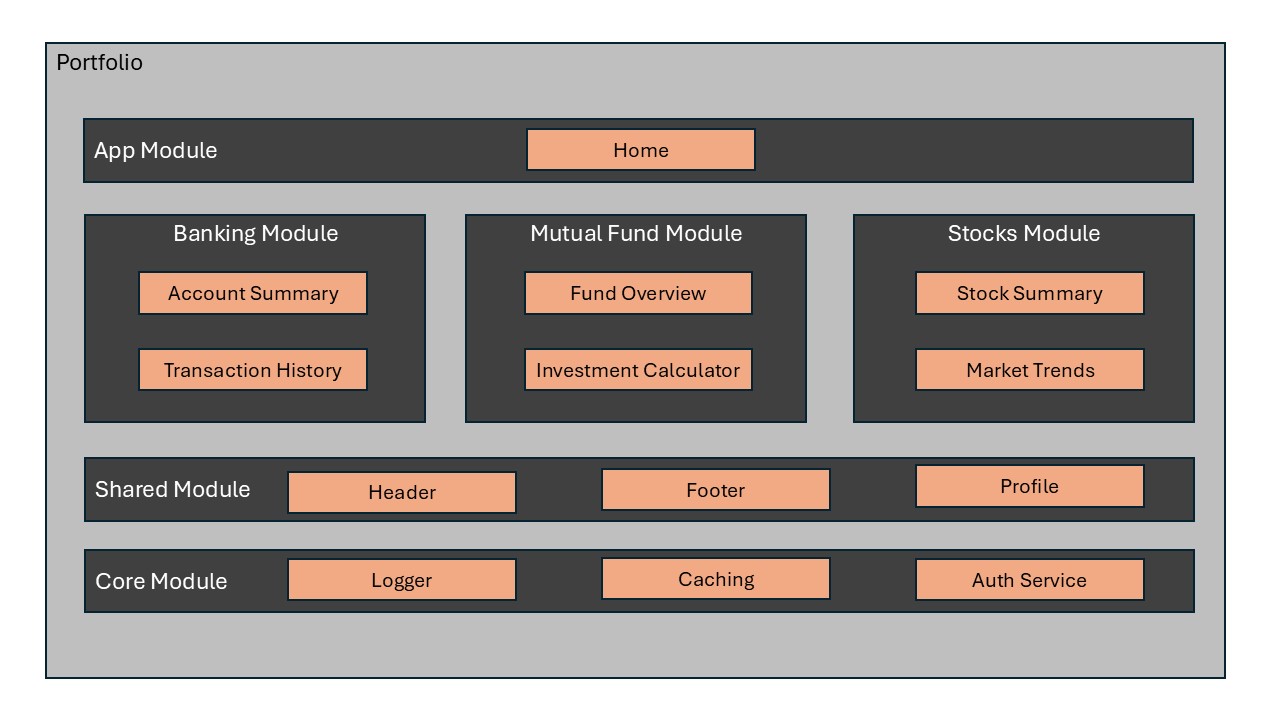 Portfolio
App Module
Home
Banking Module
Account Summary
Transaction History
Mutual Fund Module
Fund Overview
Investment Calculator
Stocks Module
Stock Summary
Market Trends
Shared Module
Header
Footer
Profile
Core Module
Logger
Caching
Auth Service